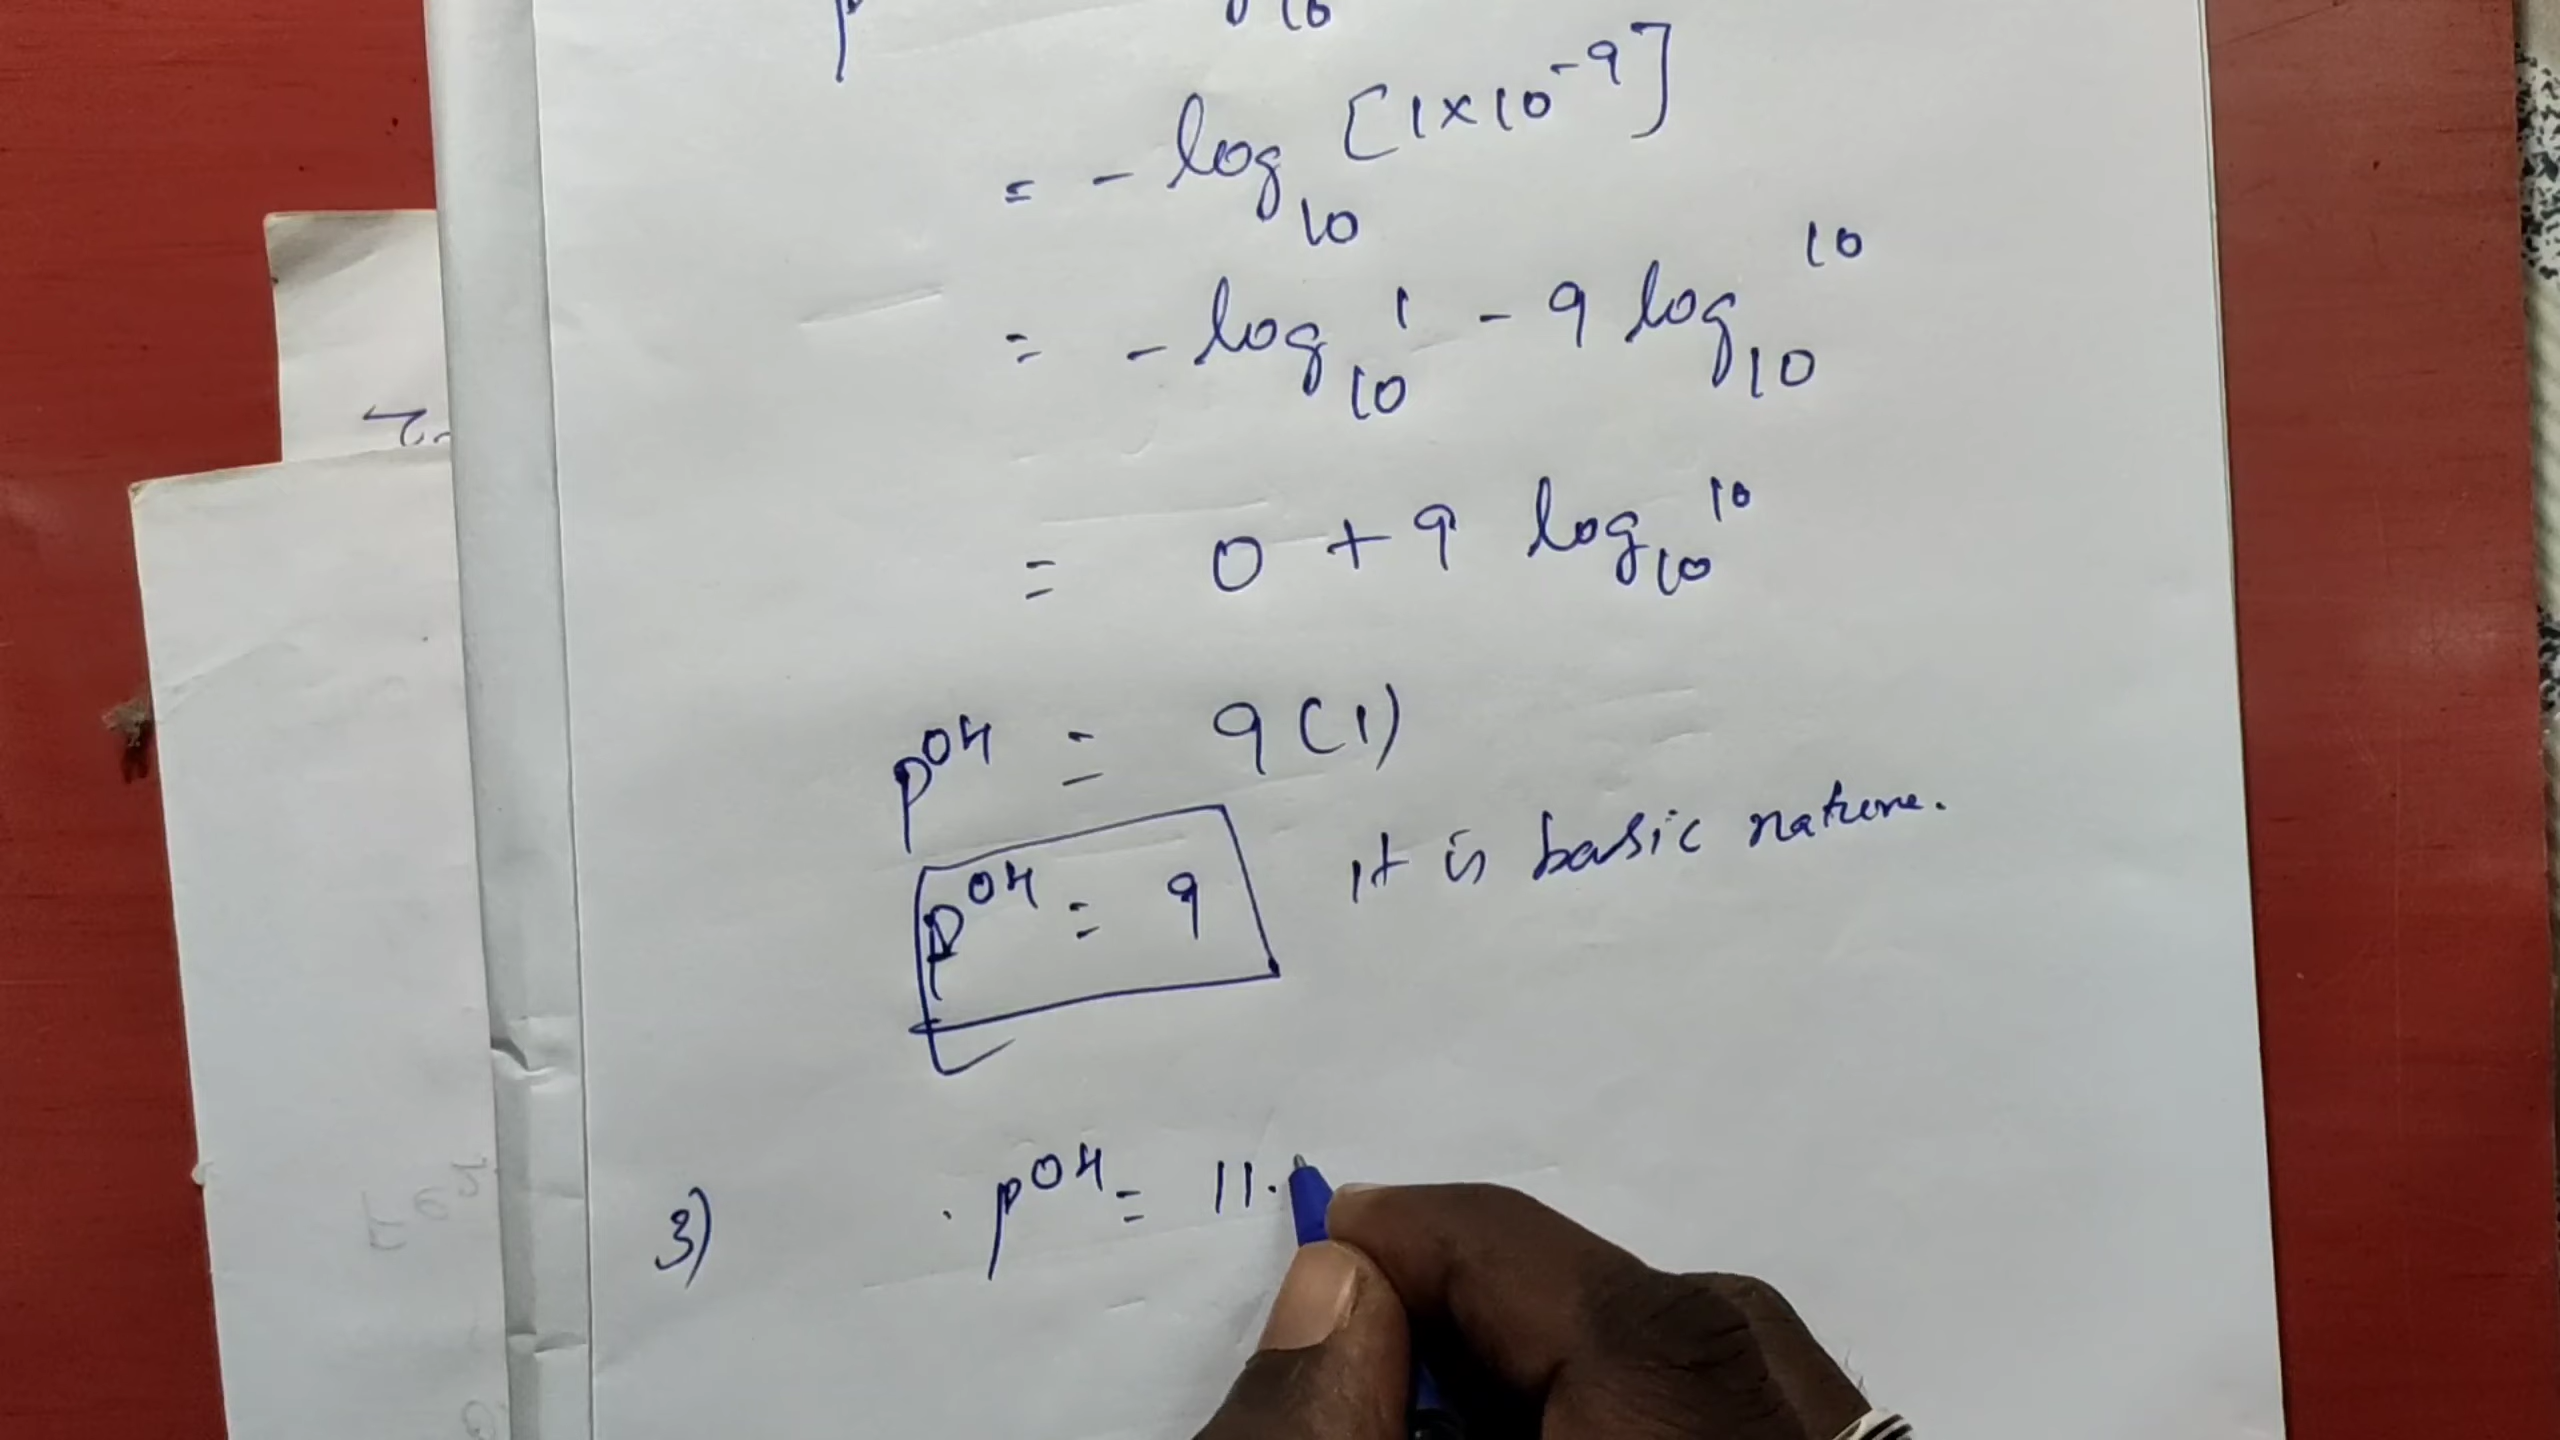 = - log₁₀ [1×10⁻⁹]
= - log₁₀ 1 - 9 log₁₀ 10
= 0 + 9 log₁₀ 10
pOH = 9(1)
pOH = 9 It is basic nature.
3) pOH = 11.